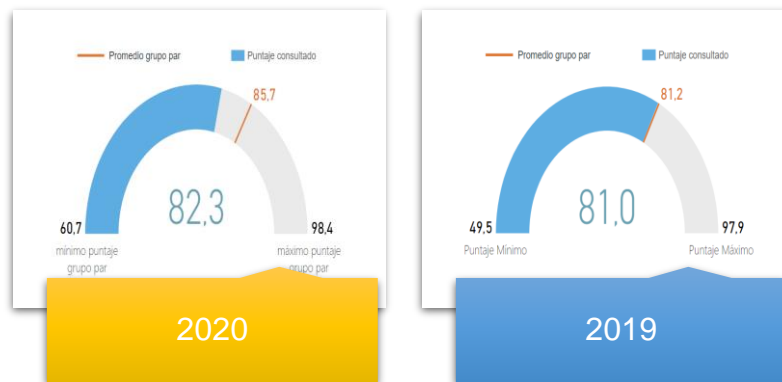 Promedio grupo par
Puntaje consultado
85,7
82,3
60,7
98,4
minimo puntaje
grupo par
máximo puntaje
grupo par
2020
Promedio grupo par
Puntaje consultado
81,2
81,0
49,5
97,9
Puntaje Mínimo
Puntaje Máximo
2019